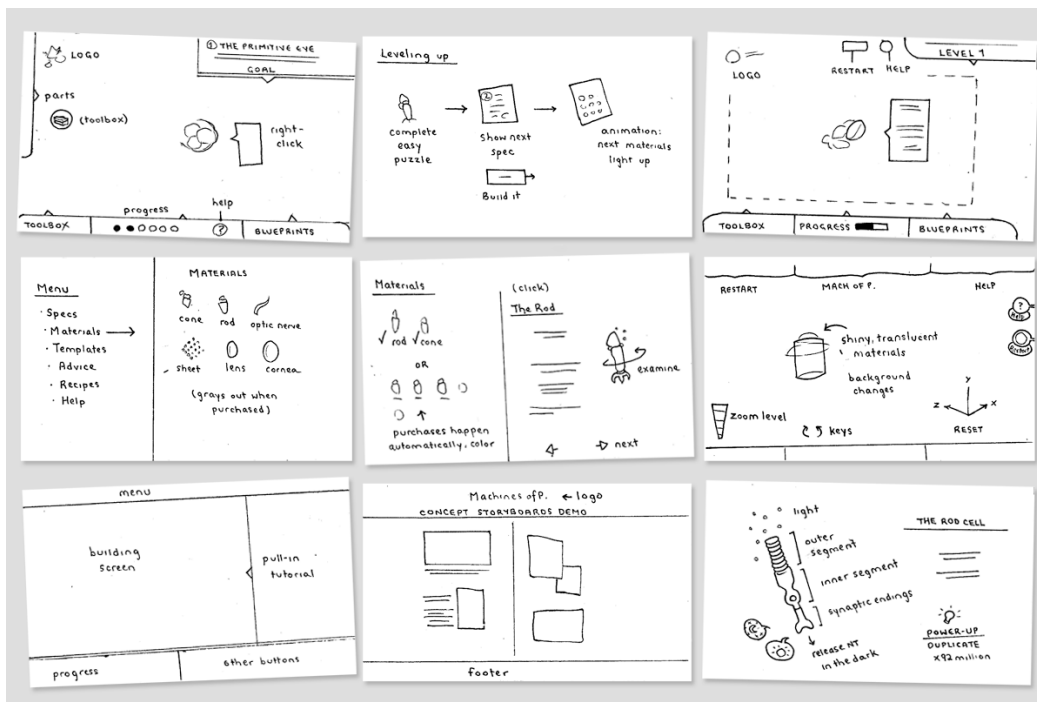 LOGO
① THE PRIMITIVE EYE
GOAL
parts
(toolbox)
right-
click
progress
help
TOOLBOX
?
BLUEPRINTS
Leveling up
complete
easy
puzzle
②
Show next
spec
Build it
animation:
next materials
light up
LOGO
RESTART
HELP
LEVEL 1
TOOLBOX
PROGRESS
BLUEPRINTS
Menu
· Specs
· Materials
· Templates
· Advice
· Recipes
· Help
MATERIALS
cone
rod
optic nerve
sheet
lens
cornea
(grays out when
purchased)
Materials
rod
cone
OR
purchases happen
automatically, color
(click)
The Rod
examine
next
RESTART
MACH OF P.
HELP
?
Help
Restart
shiny, translucent
materials
background
changes
zoom level
keys
y
z
x
RESET
menu
building
screen
pull-in
tutorial
progress
other buttons
Machines of P. ← logo
CONCEPT STORYBOARDS DEMO
footer
light
outer
segment
inner segment
synaptic endings
release NT
in the dark
THE ROD CELL
POWER-UP
DUPLICATE
x92 million